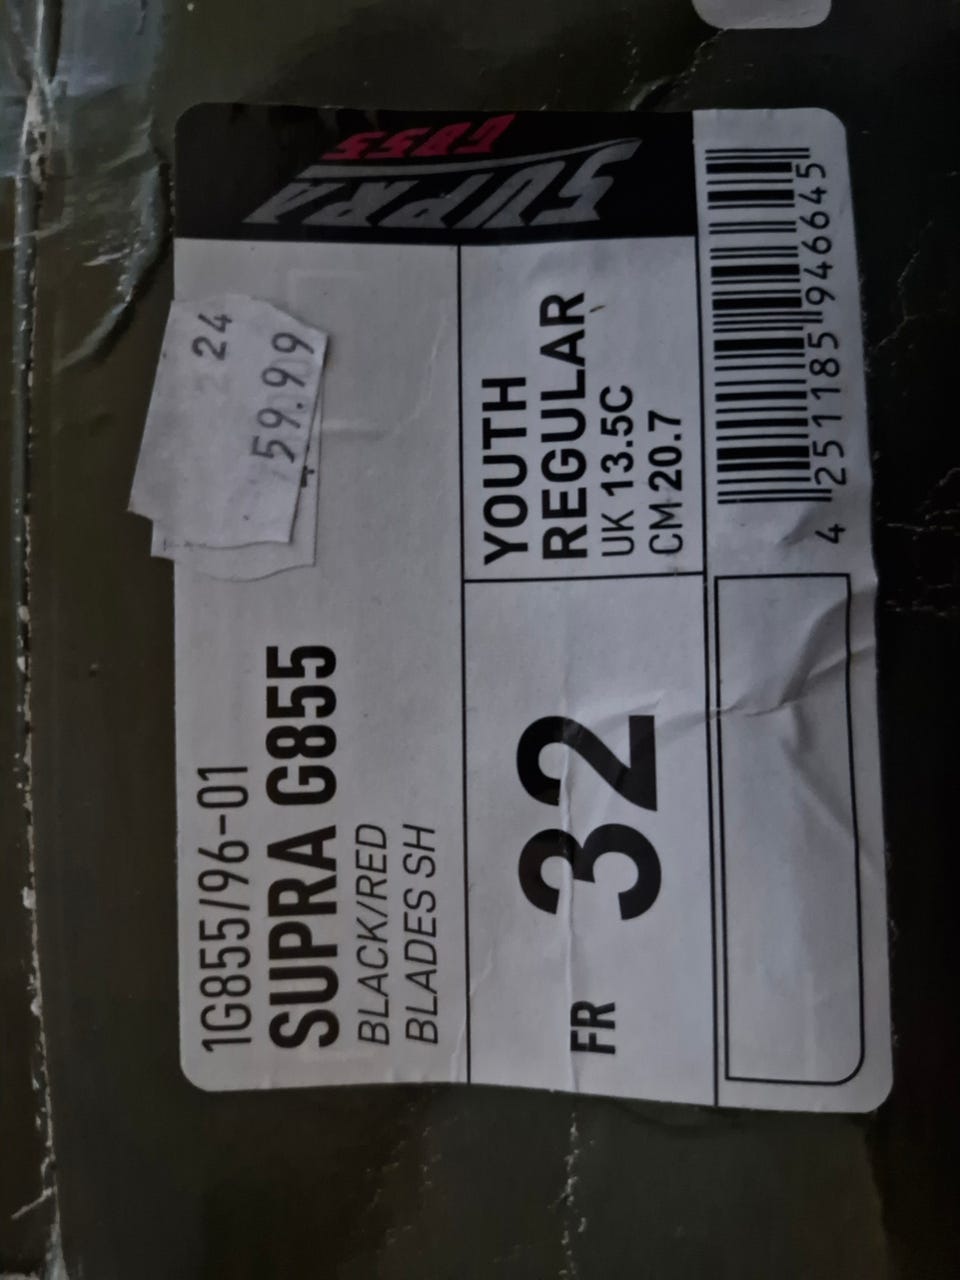 1G855/96-01
SUPRA G855
BLACK/RED
BLADES SH
24
59.99
SUPRA
G855
FR 32
YOUTH
REGULAR
UK 13.5C
CM 20.7
4 251185 946645